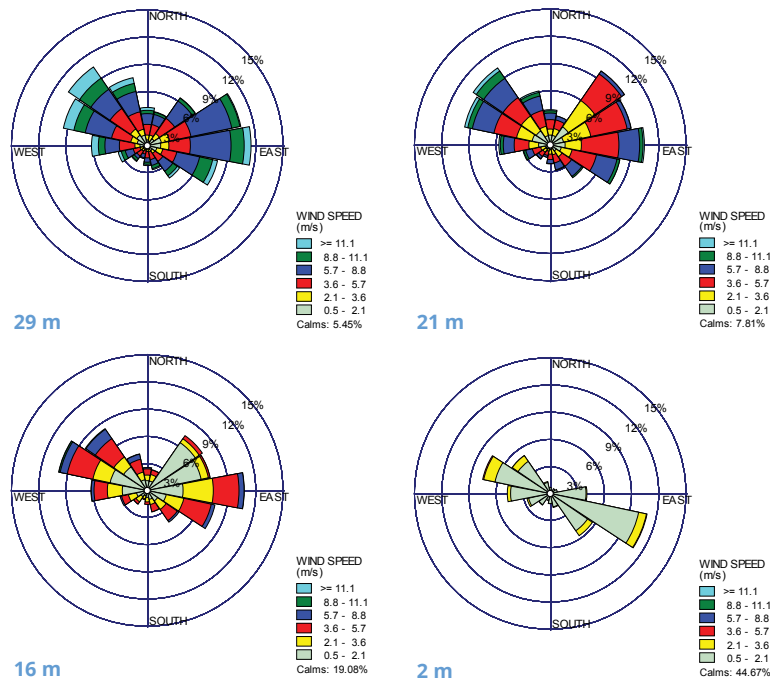 NORTH
15%
12%
9%
6%
3%
WEST
EAST
SOUTH
WIND SPEED
(m/s)
>= 11.1
8.8 - 11.1
5.7 - 8.8
3.6 - 5.7
2.1 - 3.6
0.5 - 2.1
Calms: 5.45%
29 m
NORTH
15%
12%
9%
6%
3%
WEST
EAST
SOUTH
WIND SPEED
(m/s)
>= 11.1
8.8 - 11.1
5.7 - 8.8
3.6 - 5.7
2.1 - 3.6
0.5 - 2.1
Calms: 7.81%
21 m
NORTH
15%
12%
9%
6%
3%
WEST
EAST
SOUTH
WIND SPEED
(m/s)
>= 11.1
8.8 - 11.1
5.7 - 8.8
3.6 - 5.7
2.1 - 3.6
0.5 - 2.1
Calms: 19.08%
16 m
NORTH
15%
12%
9%
6%
3%
WEST
EAST
SOUTH
WIND SPEED
(m/s)
>= 11.1
8.8 - 11.1
5.7 - 8.8
3.6 - 5.7
2.1 - 3.6
0.5 - 2.1
Calms: 44.67%
2 m